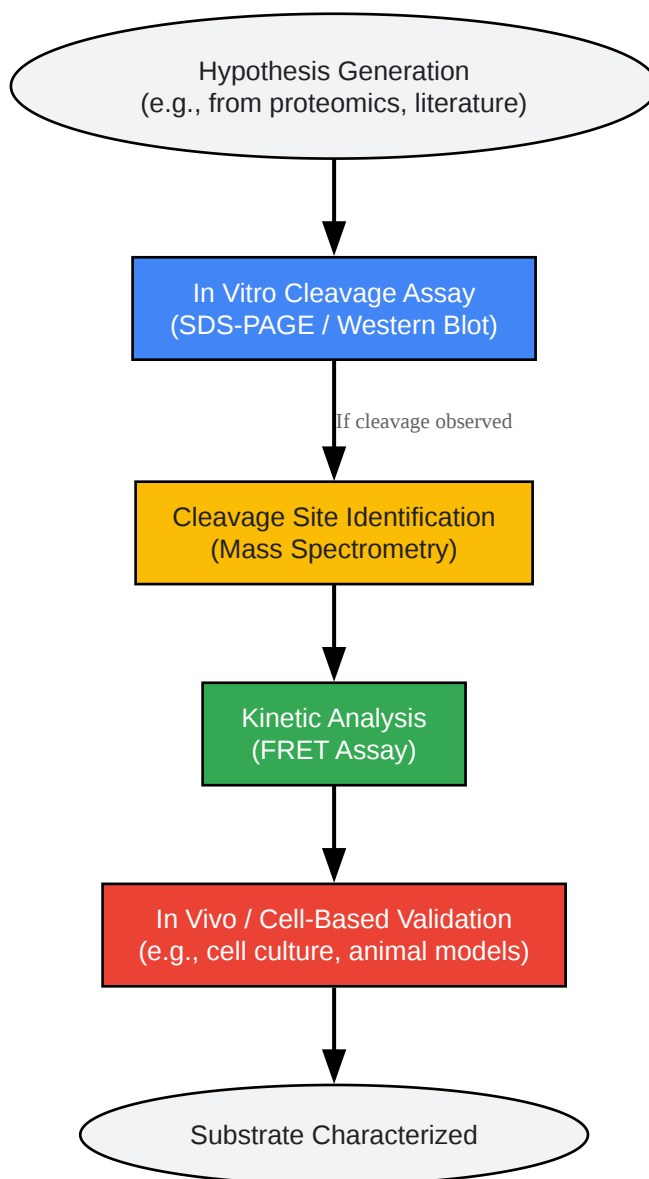 Hypothesis Generation
(e.g., from proteomics, literature)
In Vitro Cleavage Assay
(SDS-PAGE / Western Blot)
If cleavage observed
Cleavage Site Identification
(Mass Spectrometry)
Kinetic Analysis
(FRET Assay)
In Vivo / Cell-Based Validation
(e.g., cell culture, animal models)
Substrate Characterized